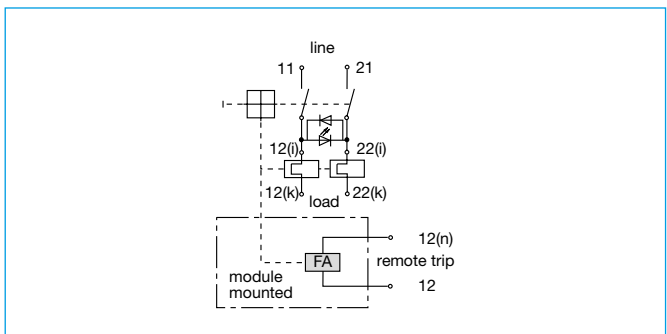 line
11 21
12(i) 22(i)
12(k) load 22(k)
12(n)
FA remote trip
module
mounted
12